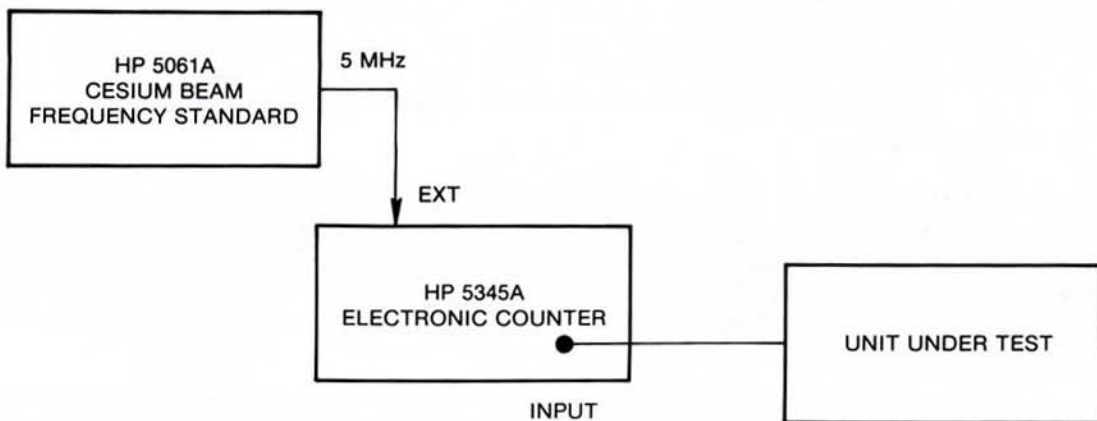 HP 5061A
CESIUM BEAM
FREQUENCY STANDARD
5 MHz
EXT
HP 5345A
ELECTRONIC COUNTER
INPUT
UNIT UNDER TEST